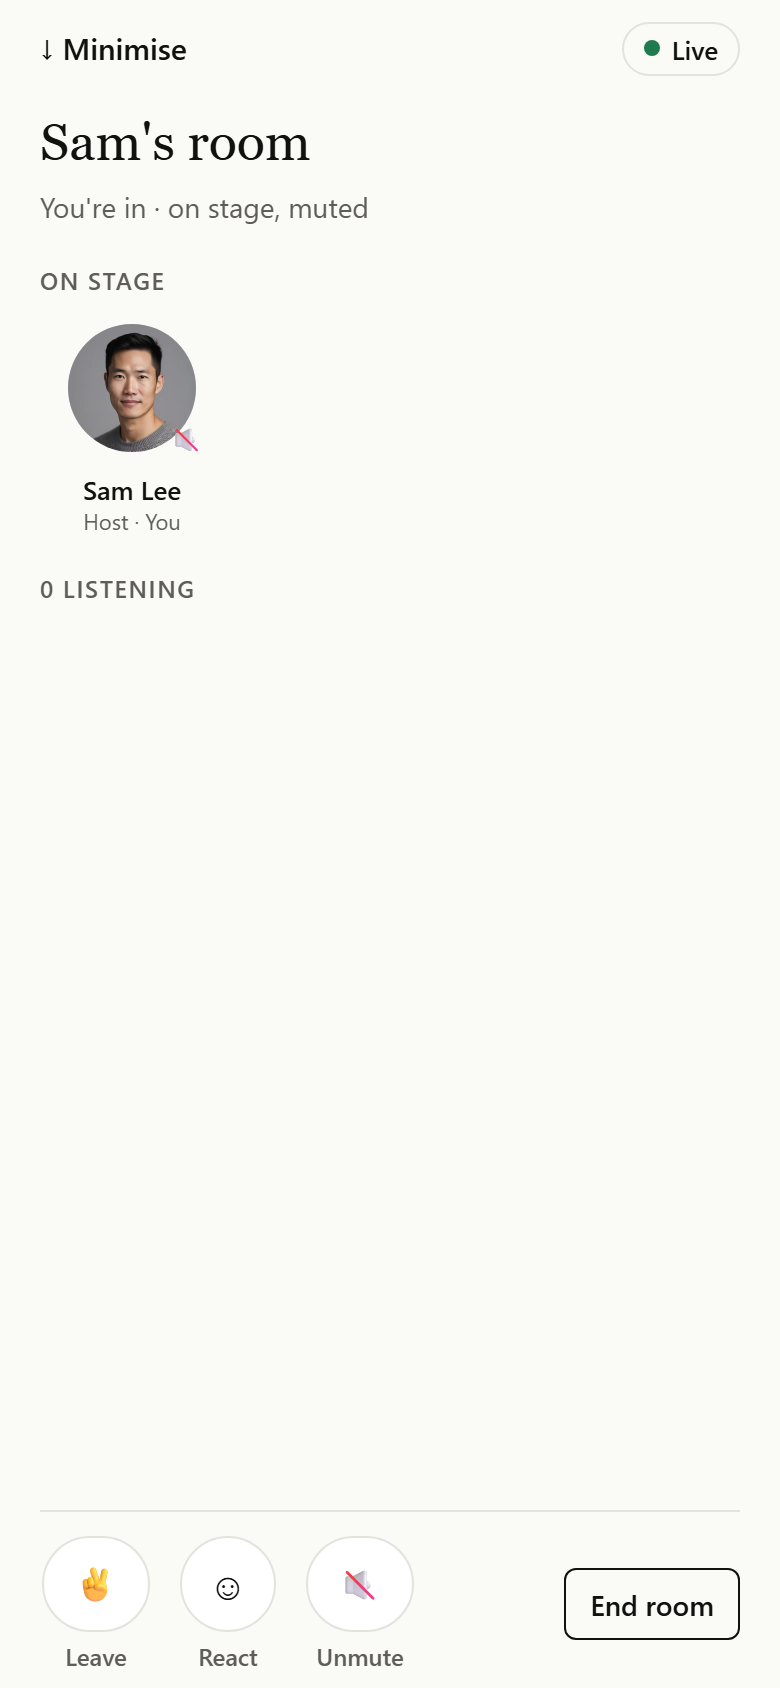 ↓ Minimise
Live
Sam's room
You're in · on stage, muted
ON STAGE
Sam Lee
Host · You
0 LISTENING
Leave
React
Unmute
End room